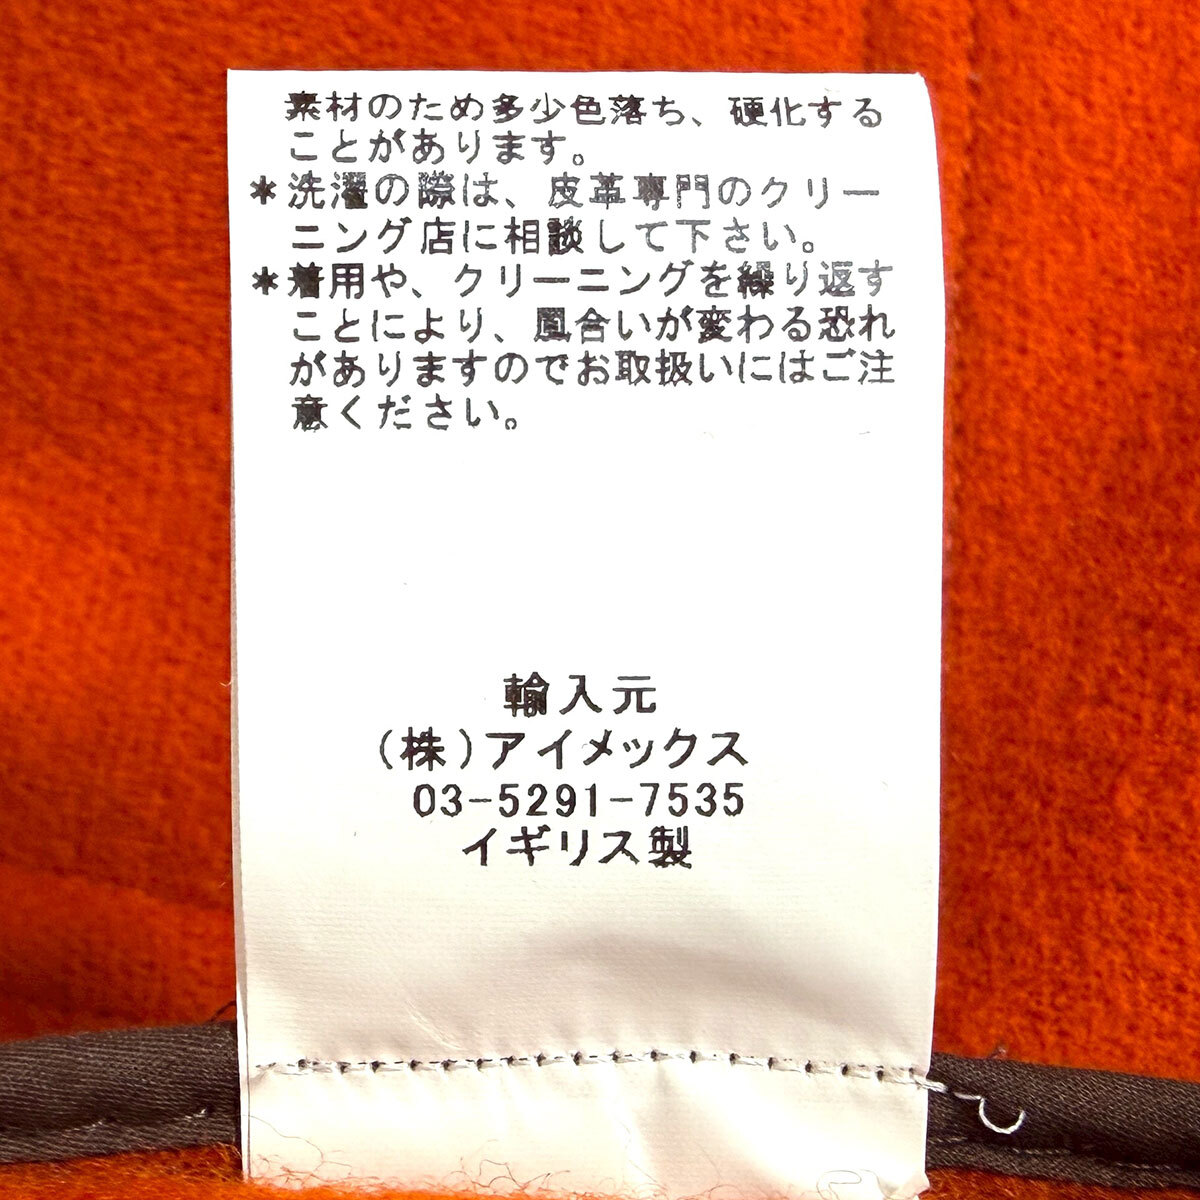 素材のため多少色落ち、硬化する
ことがあります。
*洗濯の際は、皮革専門のクリー
ニング店に相談して下さい。
*着用や、クリーニングを繰り返す
ことにより、風合いが変わる恐れ
がありますのでお取扱いにはご注
意ください。
輸入元
(株)アイメックス
03-5291-7535
イギリス製